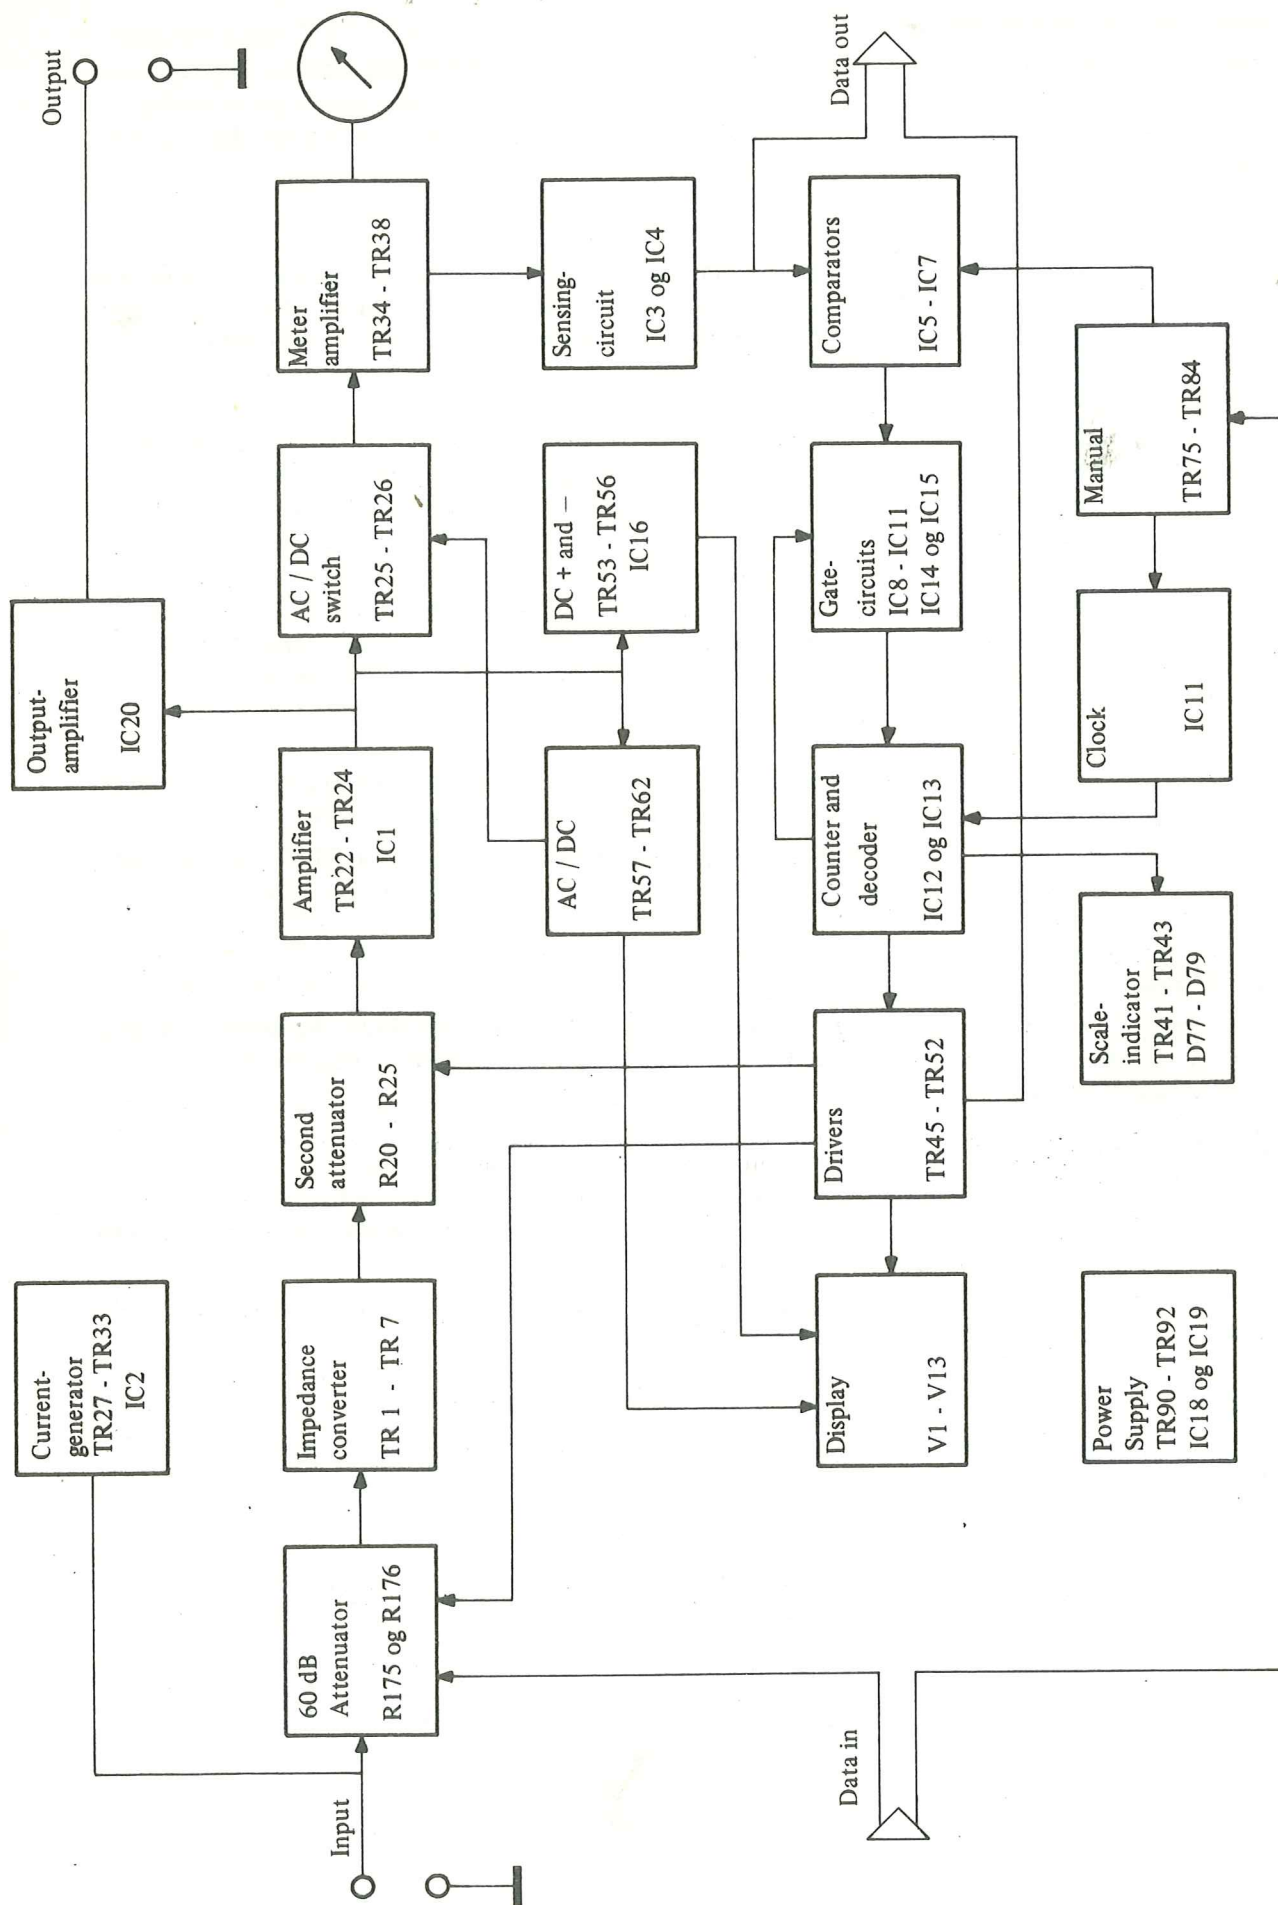 Current-
generator
TR27 - TR33
IC2
Output-
amplifier
IC20
Output
Input
60 dB
Attenuator
R175 og R176
Impedance
converter
TR 1 - TR 7
Second
attenuator
R20 - R25
Amplifier
TR22 - TR24
IC1
AC / DC
switch
TR25 - TR26
Meter
amplifier
TR34 - TR38
AC / DC
TR57 - TR62
DC + and −
TR53 - TR56
IC16
Sensing-
circuit
IC3 og IC4
Data in
Display
V1 - V13
Drivers
TR45 - TR52
Counter and
decoder
IC12 og IC13
Gate-
circuits
IC8 - IC11
IC14 og IC15
Comparators
IC5 - IC7
Data out
Power
Supply
TR90 - TR92
IC18 og IC19
Scale-
indicator
TR41 - TR43
D77 - D79
Clock
IC11
Manual
TR75 - TR84